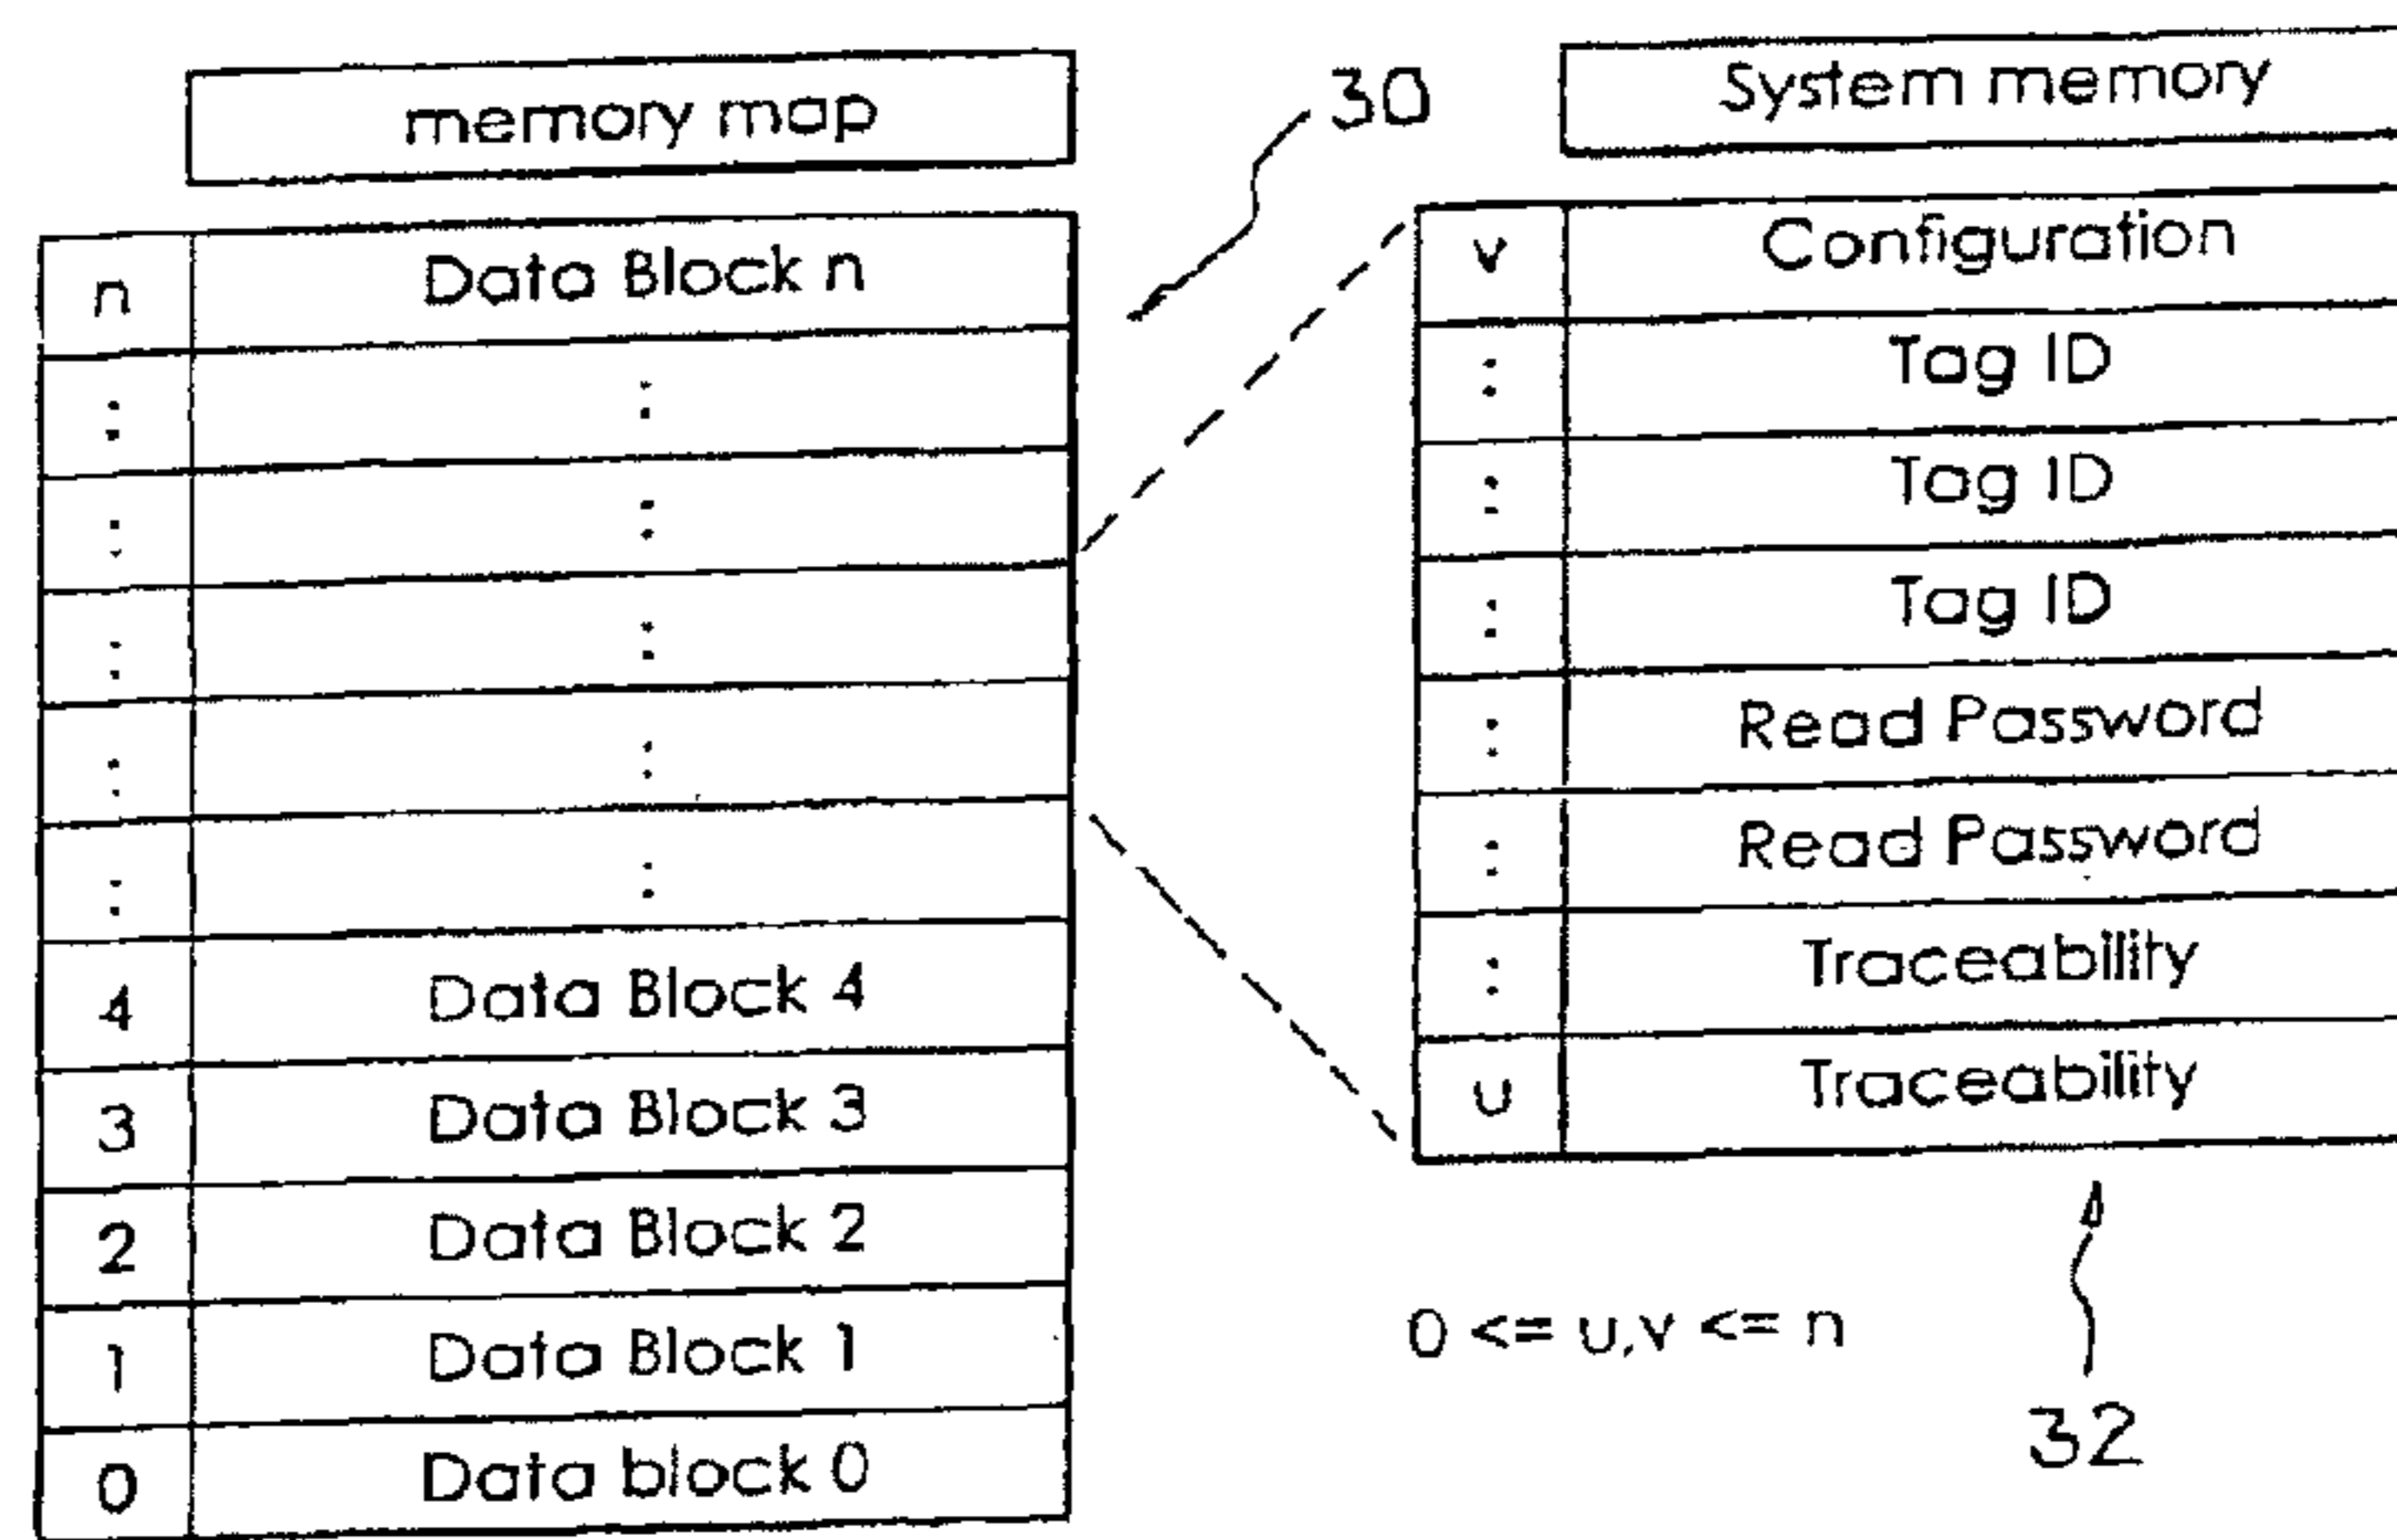 memory map
30
n Data Block n
: :
: :
: :
: :
: :
4 Data Block 4
3 Data Block 3
2 Data Block 2
1 Data Block 1
0 Data block 0
System memory
v Configuration
: Tag ID
: Tag ID
: Tag ID
: Read Password
: Read Password
: Traceability
u Traceability
0 <= u,v <= n
32